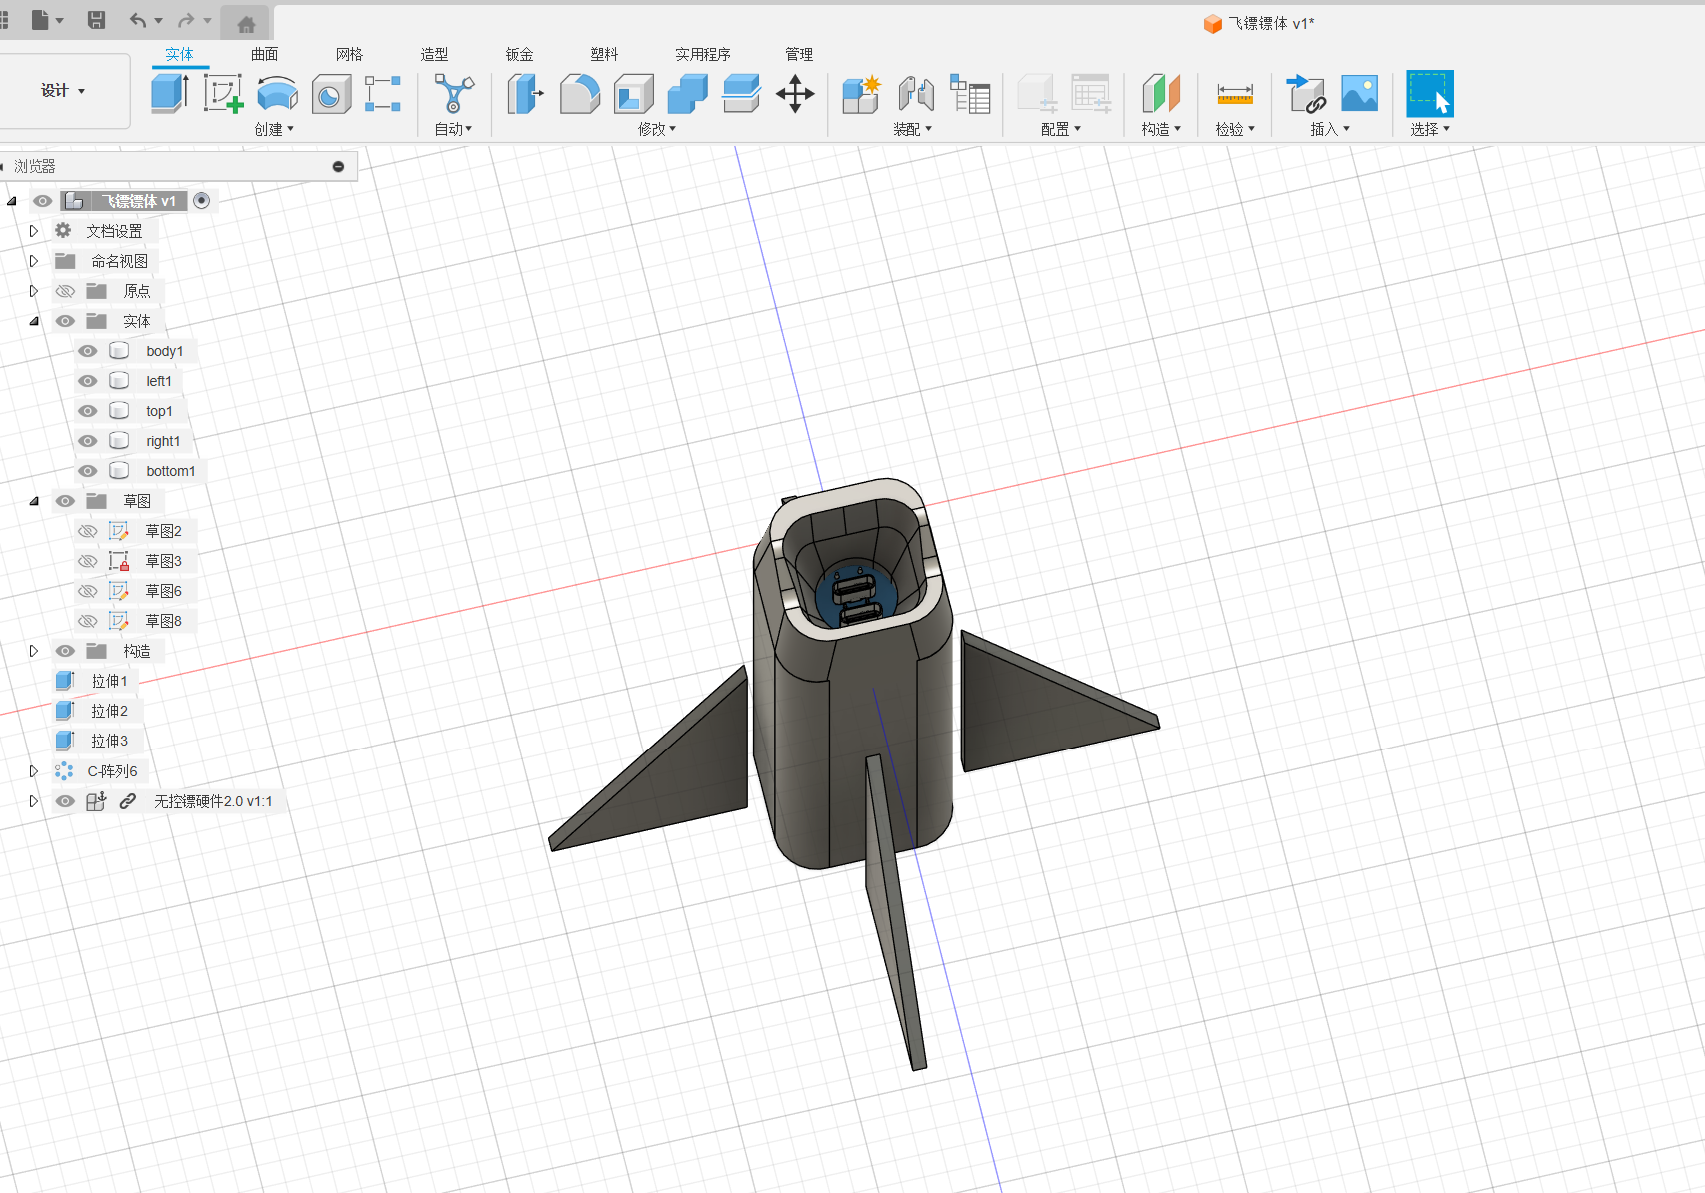 飞镖镖体 v1*
实体 曲面 网格 造型 钣金 塑料 实用程序 管理
设计
创建 自动 修改 装配 配置 构造 检验 插入 选择
浏览器
飞镖镖体 v1
文档设置
命名视图
原点
实体
body1
left1
top1
right1
bottom1
草图
草图2
草图3
草图6
草图8
构造
拉伸1
拉伸2
拉伸3
C-阵列6
无控镖硬件2.0 v1:1